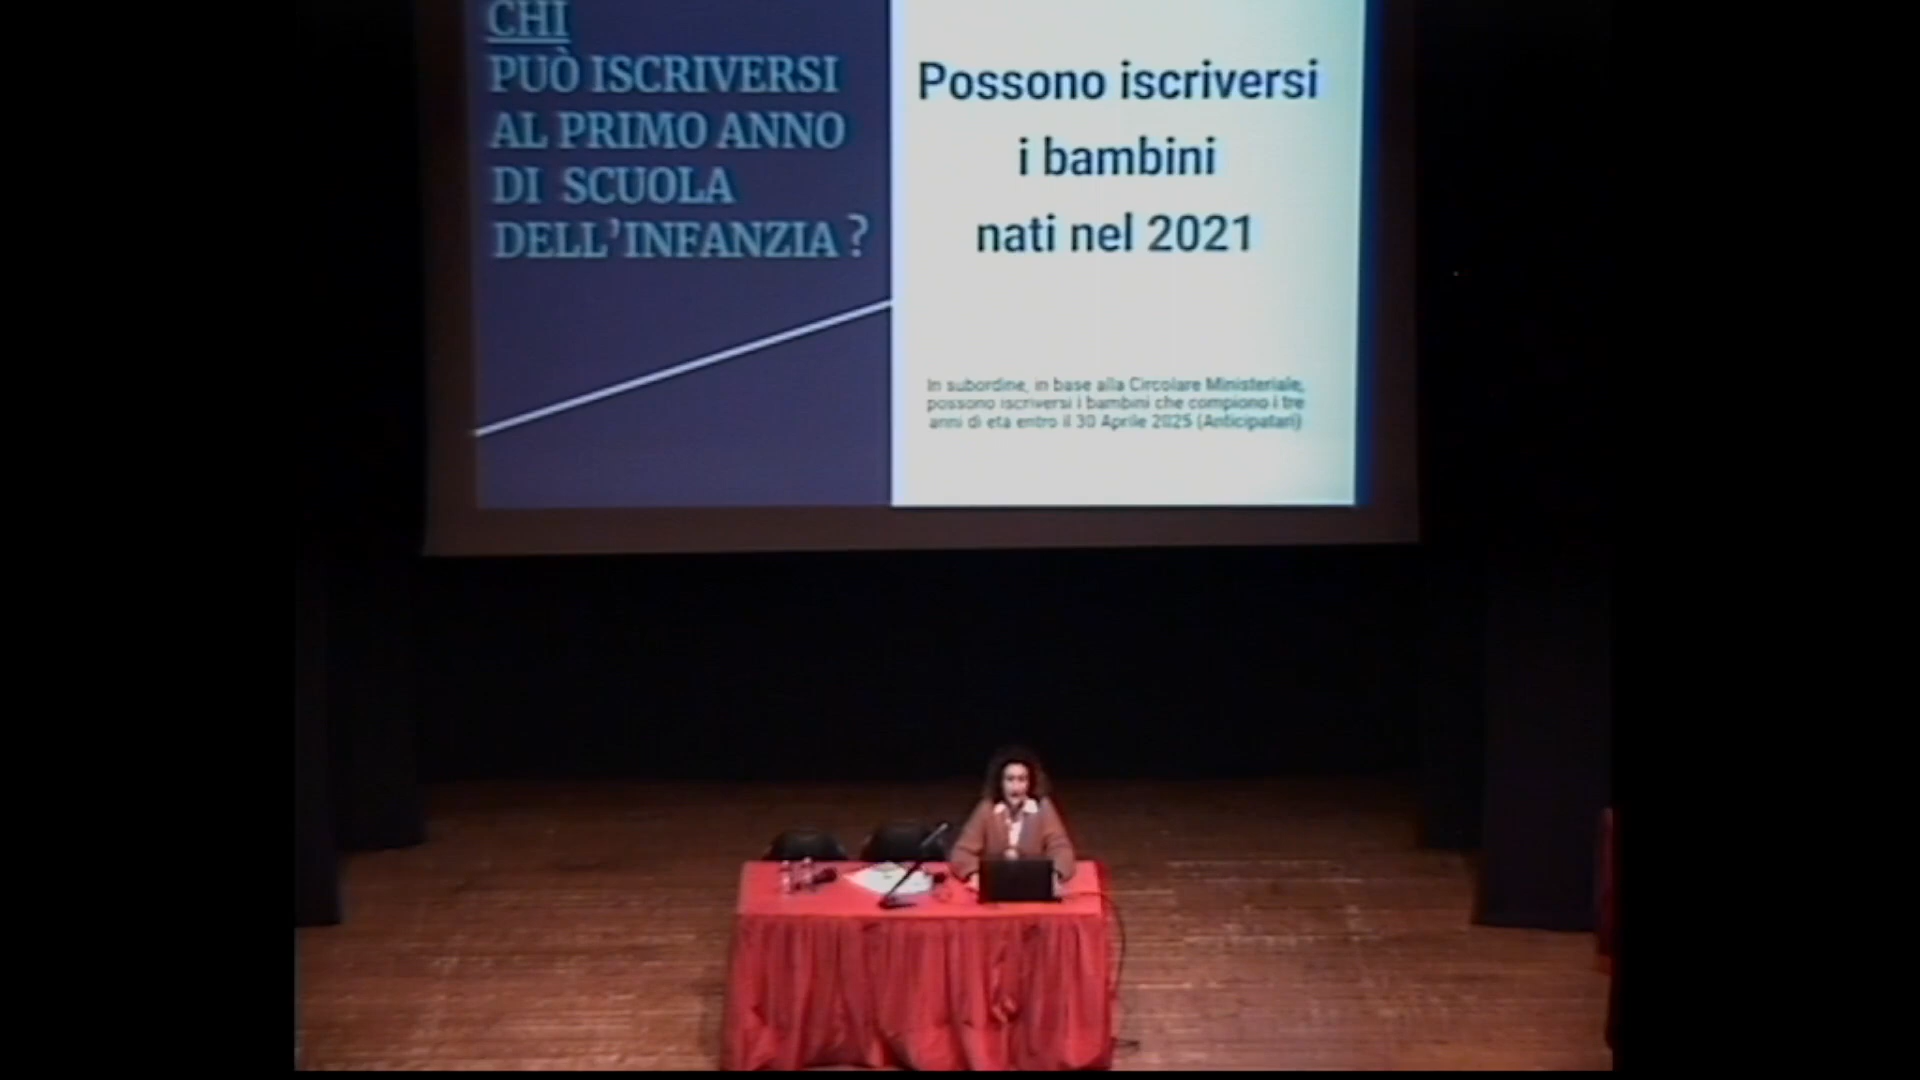 CHI
PUÒ ISCRIVERSI
AL PRIMO ANNO
DI SCUOLA
DELL'INFANZIA ?
Possono iscriversi
i bambini
nati nel 2021
In subordine, in base alla Circolare Ministeriale,
possono iscriversi i bambini che compiono i tre
anni di età entro il 30 Aprile 2025 (Anticipatari)